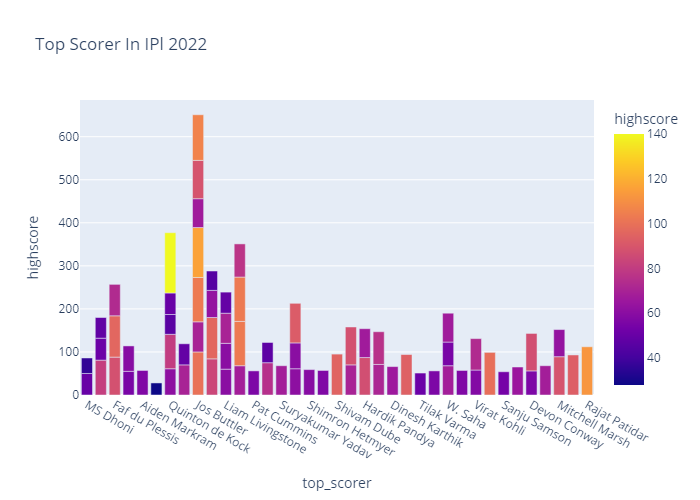 Top Scorer In IPl 2022
highscore
140
120
100
80
60
40
highscore
600
500
400
300
200
100
0
MS Dhoni
Faf du Plessis
Aiden Markram
Quinton de Kock
Jos Buttler
Liam Livingstone
Pat Cummins
Suryakumar Yadav
Shimron Hetmyer
Shivam Dube
Hardik Pandya
Dinesh Karthik
Tilak Varma
W. Saha
Virat Kohli
Sanju Samson
Devon Conway
Mitchell Marsh
Rajat Patidar
top_scorer